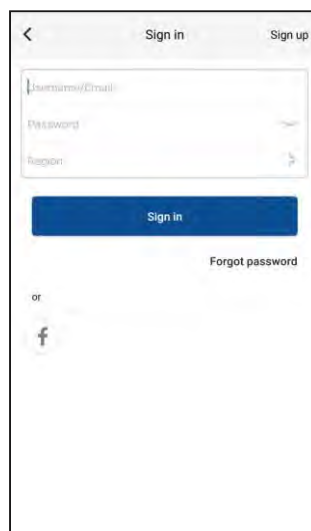 Sign in Sign up
Username/Email
Password
Region
Sign in
Forgot password
or
f